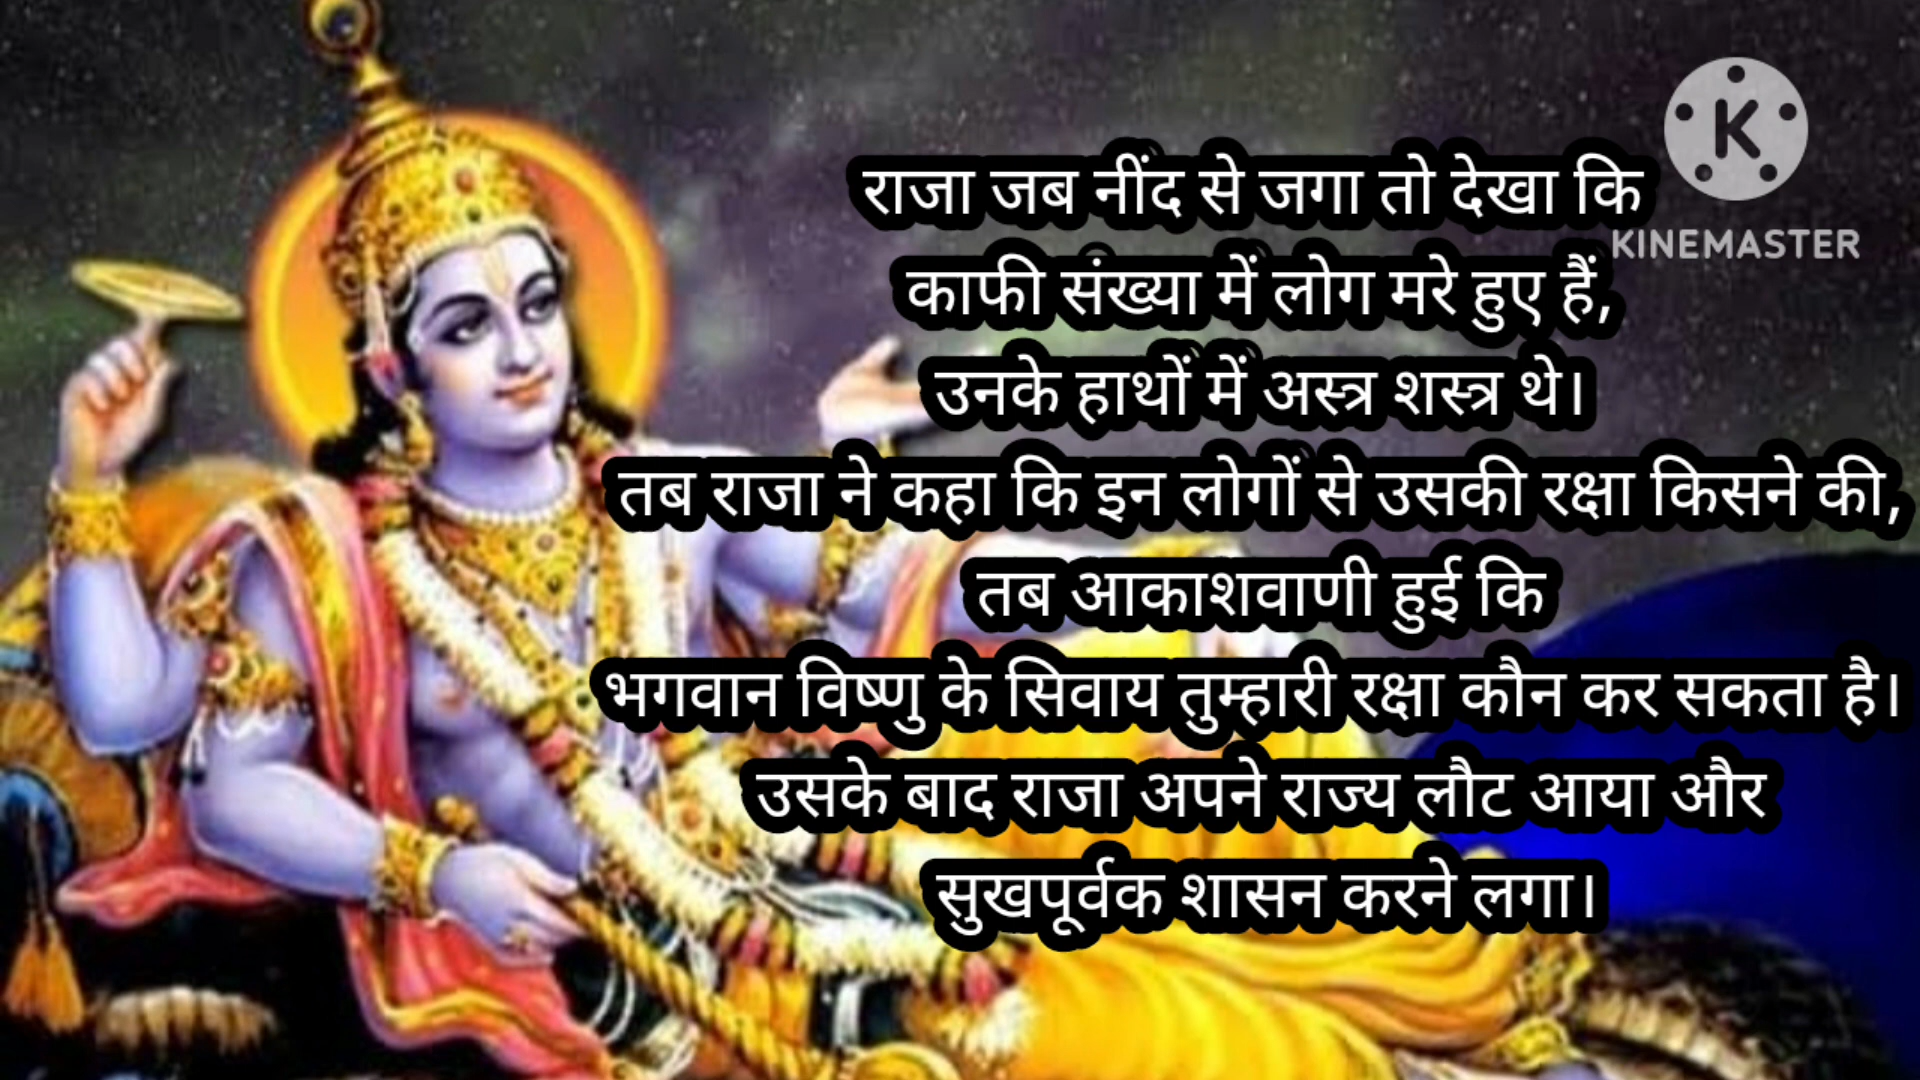 राजा जब नींद से जगा तो देखा कि
काफी संख्या में लोग मरे हुए हैं,
उनके हाथों में अस्त्र शस्त्र थे।
तब राजा ने कहा कि इन लोगों से उसकी रक्षा किसने की,
तब आकाशवाणी हुई कि
भगवान विष्णु के सिवाय तुम्हारी रक्षा कौन कर सकता है।
उसके बाद राजा अपने राज्य लौट आया और
सुखपूर्वक शासन करने लगा।
K
KINEMASTER